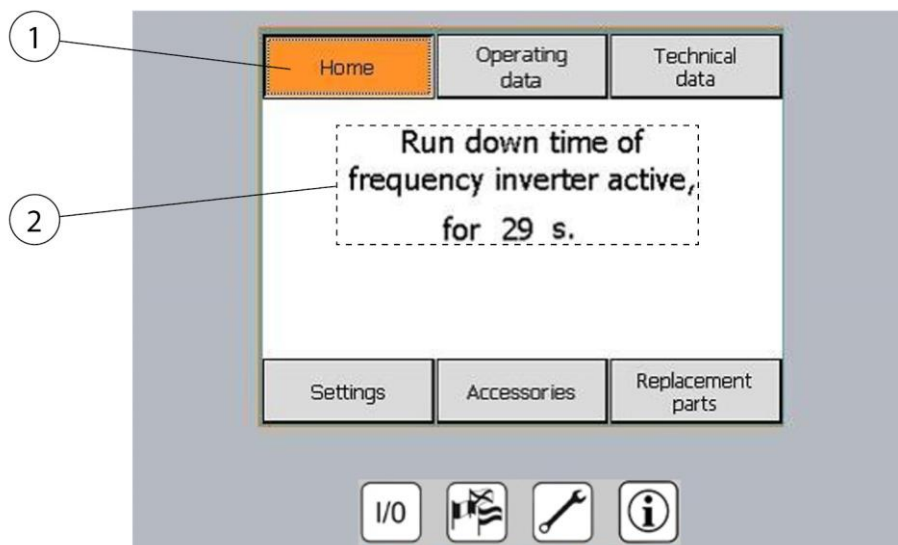 1
Home
Operating
data
Technical
data
Run down time of
frequency inverter active,
for 29 s.
2
Settings
Accessories
Replacement
parts
I/0
i